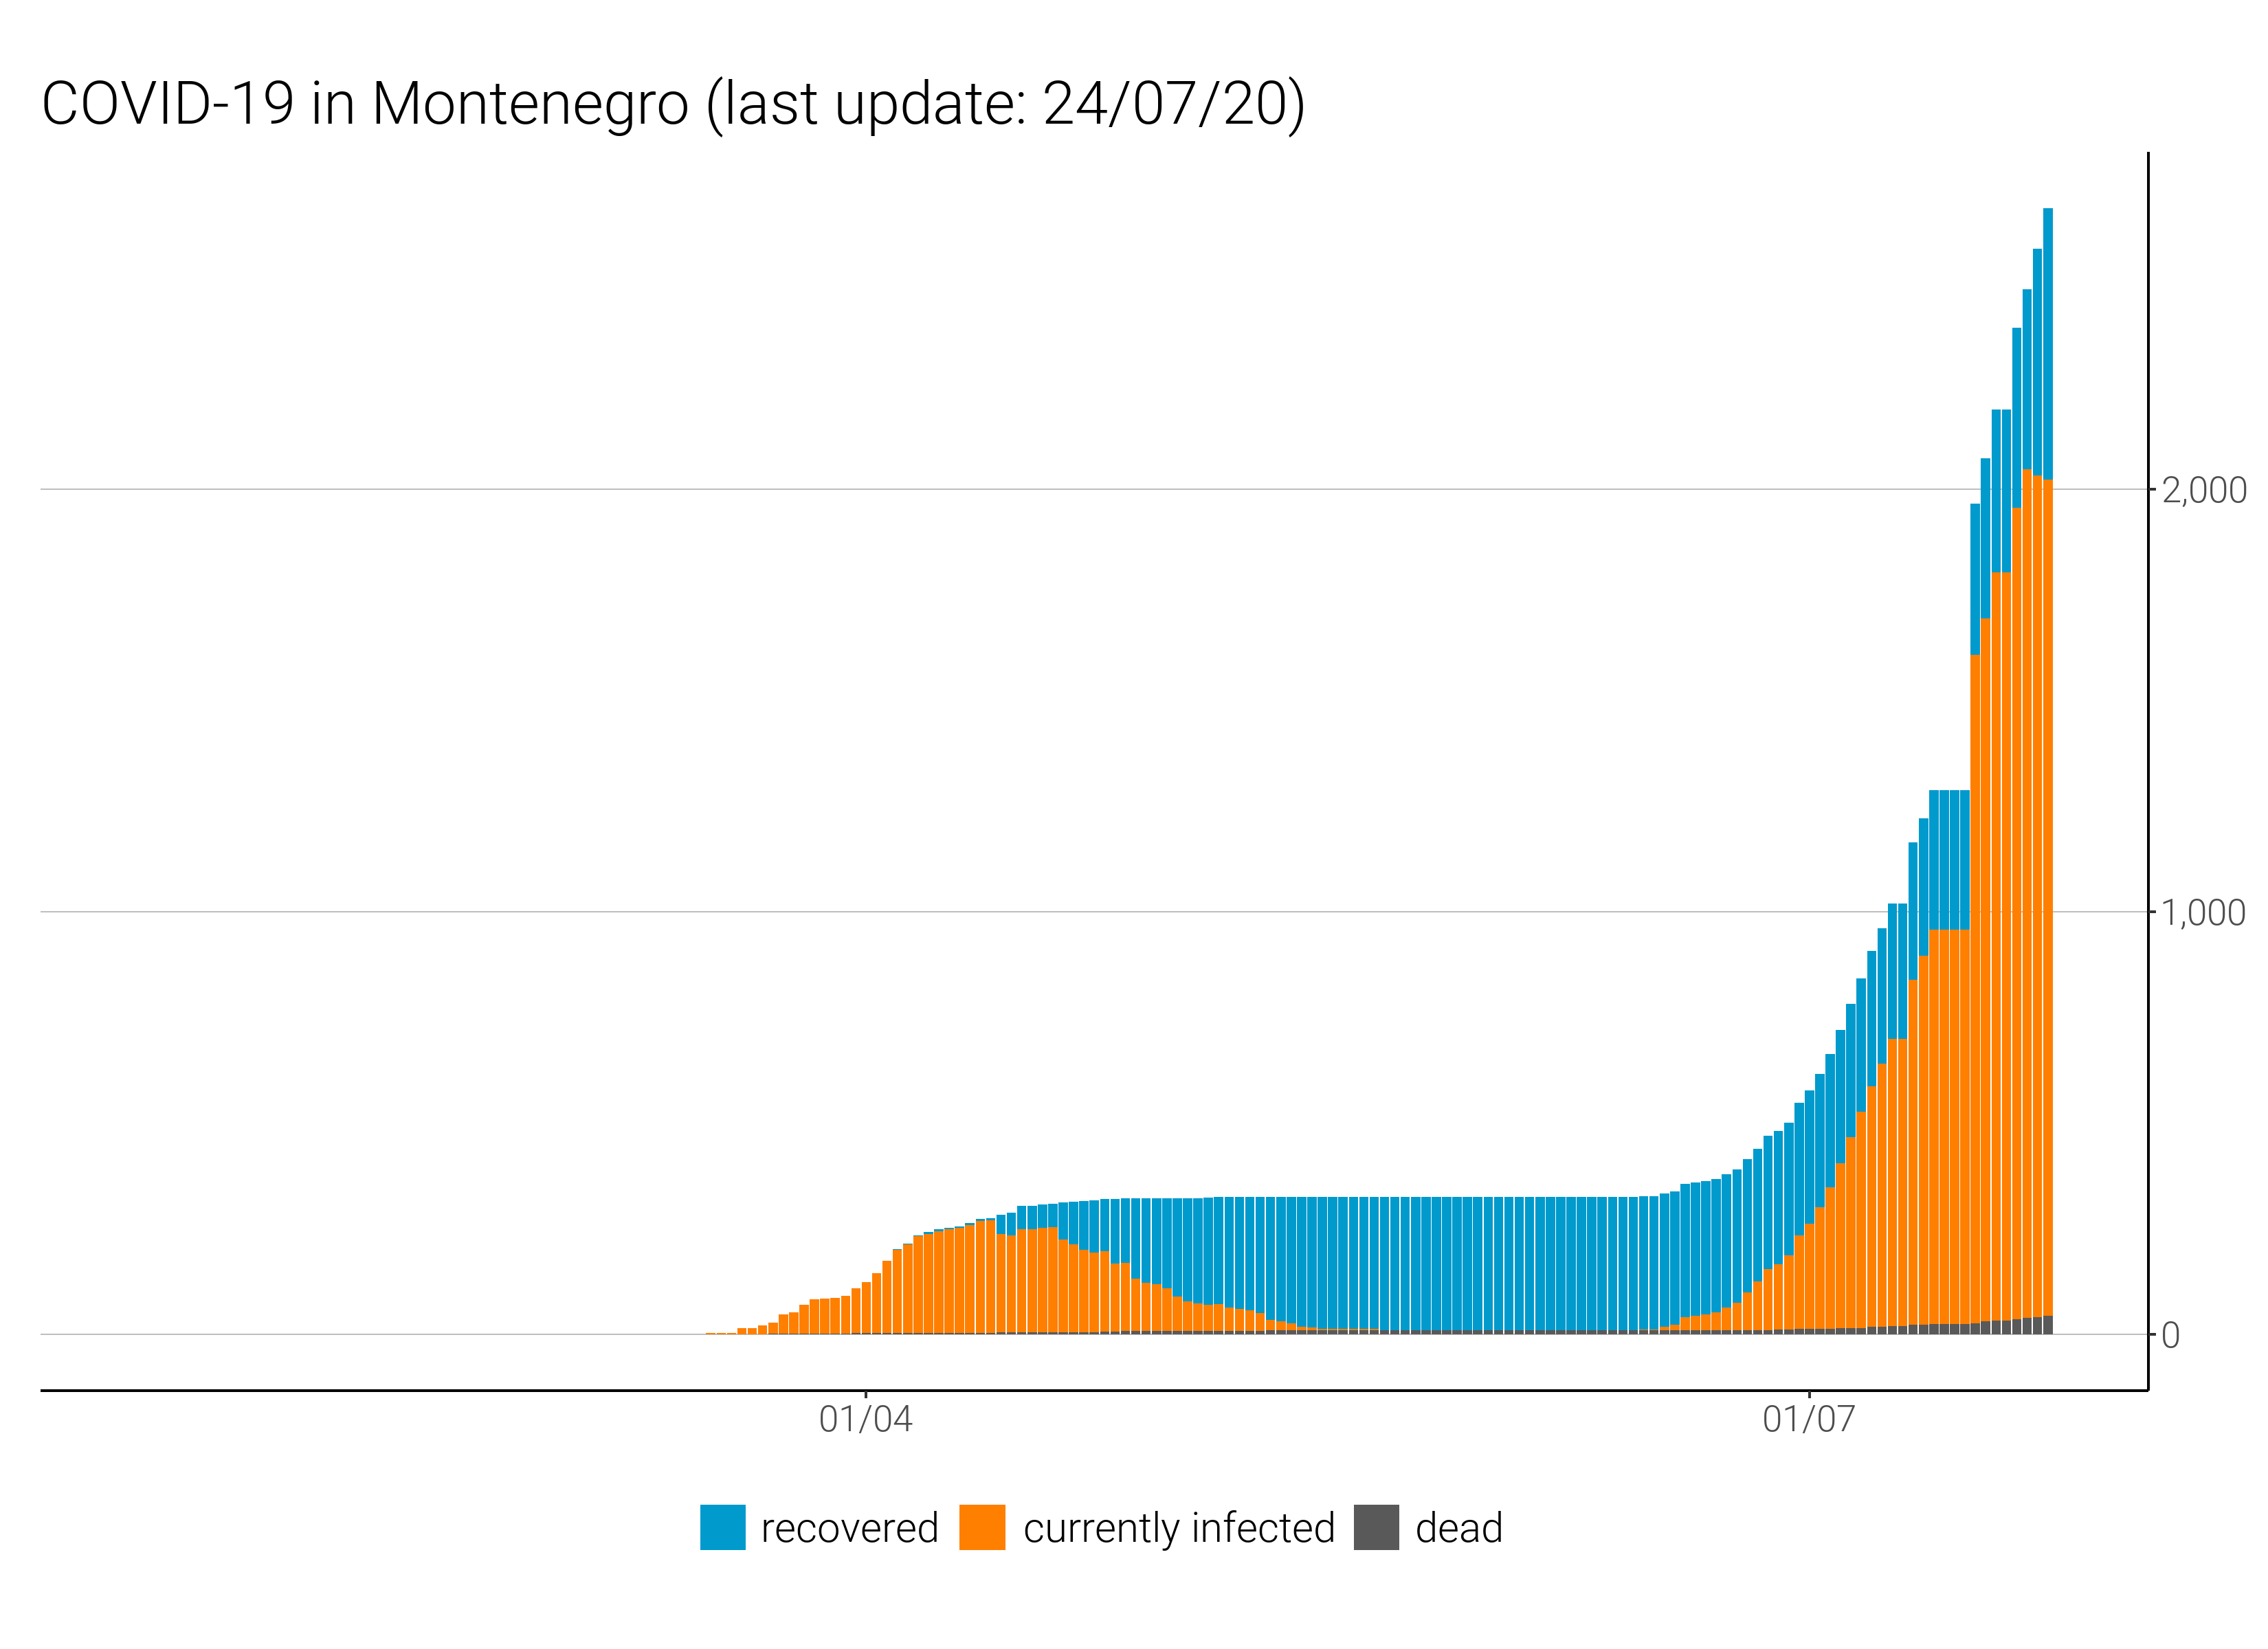 COVID-19 in Montenegro (last update: 24/07/20)
2,000
1,000
0
01/04 01/07
recovered currently infected dead